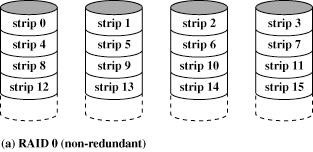 strip 0 strip 1 strip 2 strip 3
strip 4 strip 5 strip 6 strip 7
strip 8 strip 9 strip 10 strip 11
strip 12 strip 13 strip 14 strip 15
(a) RAID 0 (non-redundant)